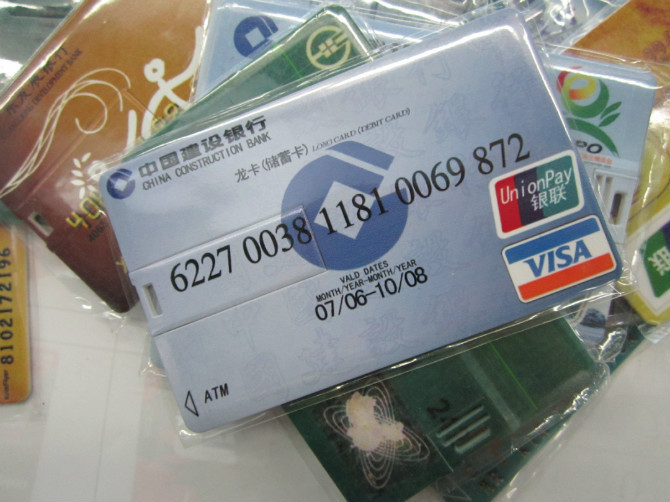 中国建设银行
CHINA CONSTRUCTION BANK
龙卡(储蓄卡) LONG CARD (DEBIT CARD)
6227 0038 1181 0069 872
UnionPay
银联
VISA
VALD DATES
MONTH/YEAR-MONTH/YEAR
07/06-10/08
ATM
8102172196